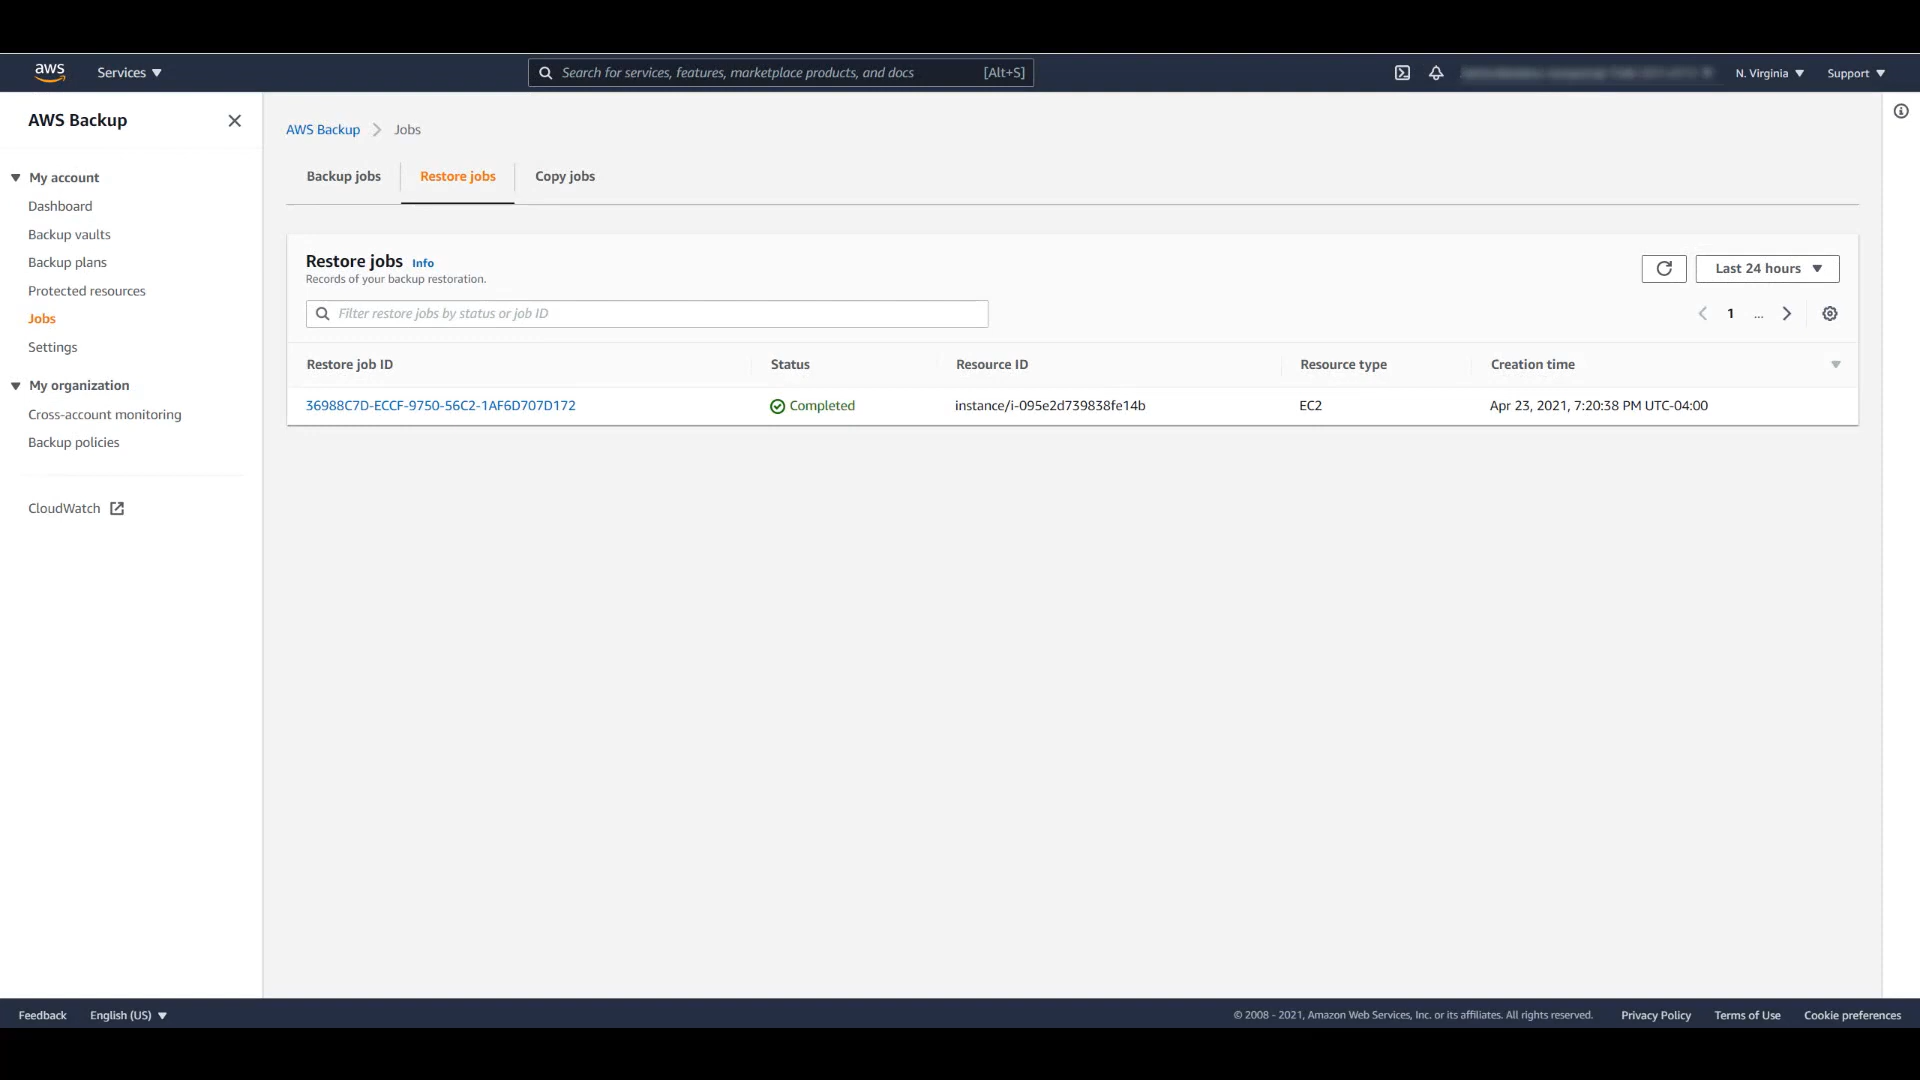 aws
Services
Search for services, features, marketplace products, and docs
[Alt+S]
N. Virginia
Support
AWS Backup
My account
Dashboard
Backup vaults
Backup plans
Protected resources
Jobs
Settings
My organization
Cross-account monitoring
Backup policies
CloudWatch
AWS Backup
Jobs
Backup jobs
Restore jobs
Copy jobs
Restore jobs Info
Records of your backup restoration.
Last 24 hours
Filter restore jobs by status or job ID
1 ...
Restore job ID
Status
Resource ID
Resource type
Creation time
36988C7D-ECCF-9750-56C2-1AF6D707D172
Completed
instance/i-095e2d739838fe14b
EC2
Apr 23, 2021, 7:20:38 PM UTC-04:00
Feedback
English (US)
© 2008 - 2021, Amazon Web Services, Inc. or its affiliates. All rights reserved.
Privacy Policy
Terms of Use
Cookie preferences